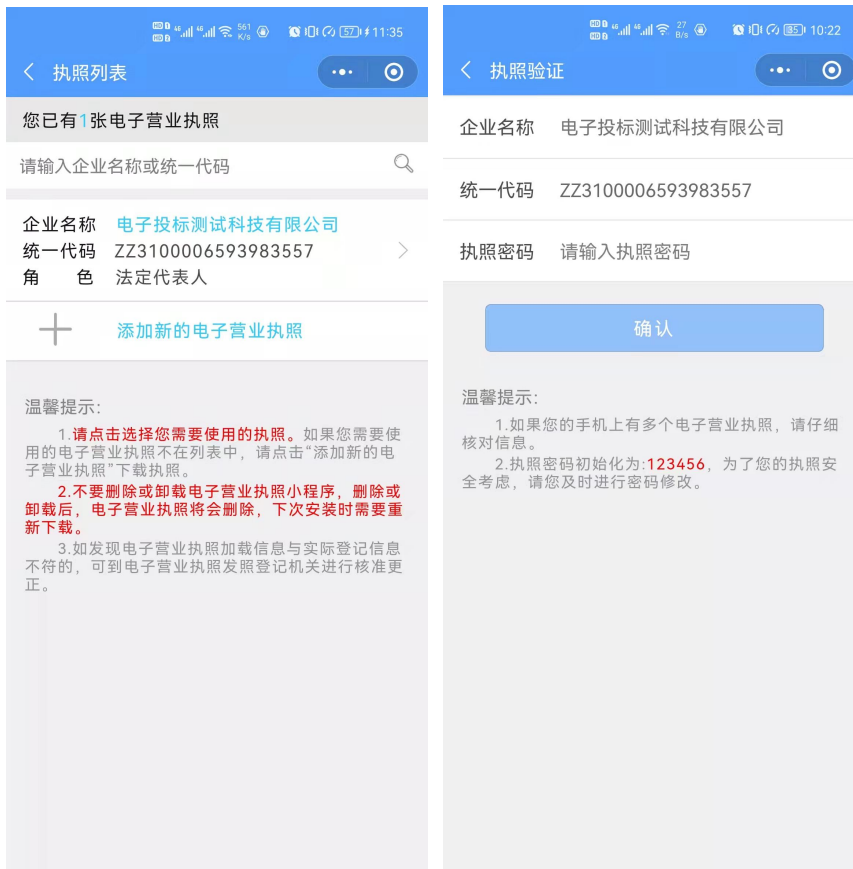 HD 1 4G 4G 561 K/s 57 11:35
HD 2
执照列表
您已有1张电子营业执照
请输入企业名称或统一代码
企业名称 电子投标测试科技有限公司
统一代码 ZZ3100006593983557
角 色 法定代表人
添加新的电子营业执照
温馨提示:
1.请点击选择您需要使用的执照。如果您需要使
用的电子营业执照不在列表中，请点击“添加新的电
子营业执照”下载执照。
2.不要删除或卸载电子营业执照小程序，删除或
卸载后，电子营业执照将会删除，下次安装时需要重
新下载。
3.如发现电子营业执照加载信息与实际登记信息
不符的，可到电子营业执照发照登记机关进行核准更
正。
HD 1 4G 4G 27 B/s 85 10:22
HD 2
执照验证
企业名称 电子投标测试科技有限公司
统一代码 ZZ3100006593983557
执照密码 请输入执照密码
确认
温馨提示:
1.如果您的手机上有多个电子营业执照，请仔细
核对信息。
2.执照密码初始化为:123456，为了您的执照安
全考虑，请您及时进行密码修改。